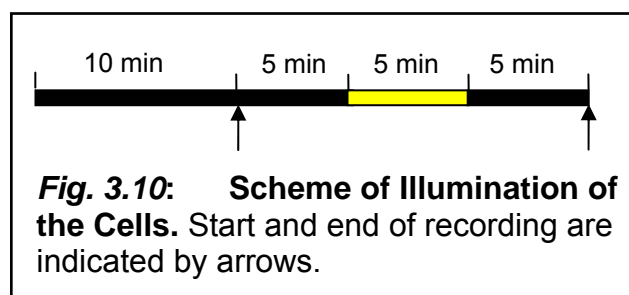 10 min 5 min 5 min 5 min
Fig. 3.10: Scheme of Illumination of
the Cells. Start and end of recording are
indicated by arrows.